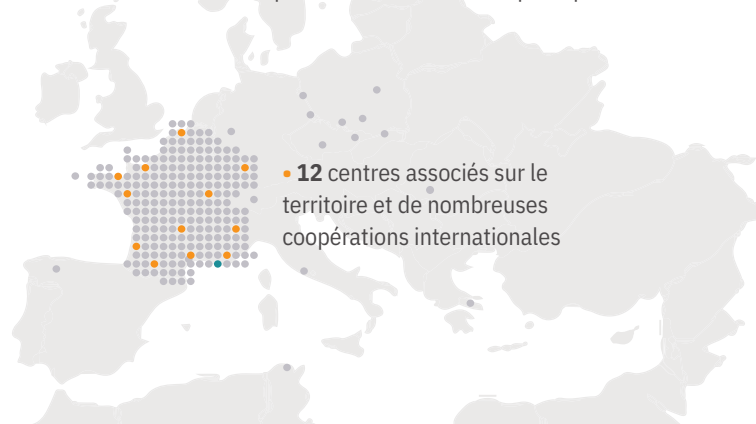 12 centres associés sur le
territoire et de nombreuses
coopérations internationales